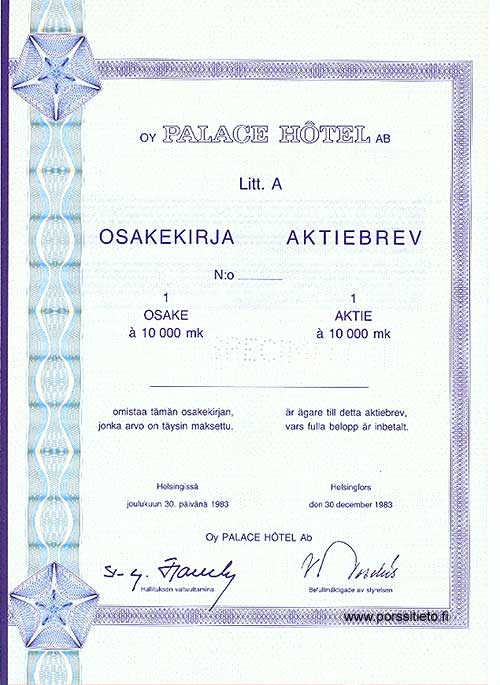 OY PALACE HÔTEL AB
Litt. A
OSAKEKIRJA AKTIEBREV
N:o
1 1
OSAKE AKTIE
à 10 000 mk à 10 000 mk
SPECI
omistaa tämän osakekirjan, är ägare till detta aktiebrev,
jonka arvo on täysin maksettu. vars fulla belopp är inbetalt.
Helsingissä Helsingfors
joulukuun 30. päivänä 1983 den 30 december 1983
Oy PALACE HÔTEL Ab
Hallituksen valtuuttamina Befullmäktigade av styrelsen
www.porssitieto.fi